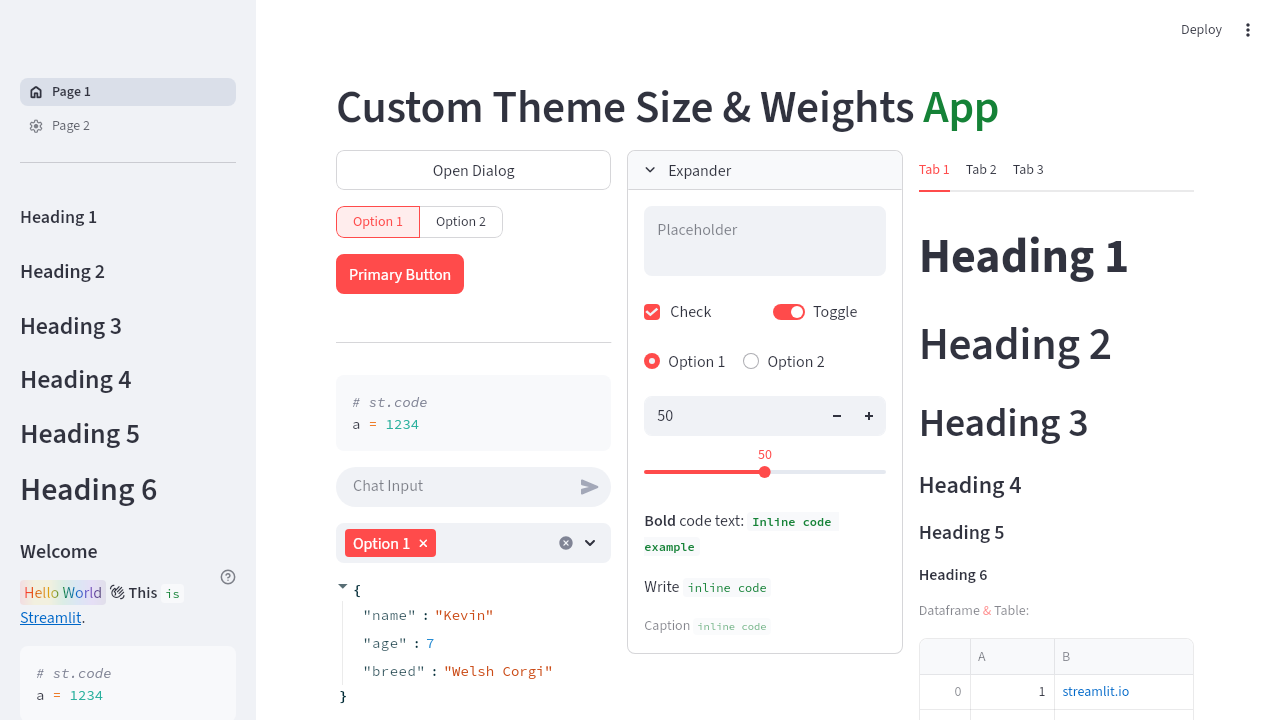 Deploy
Page 1
Page 2
Heading 1
Heading 2
Heading 3
Heading 4
Heading 5
Heading 6
Welcome
Hello World 👋 This is
Streamlit.
# st.code
a = 1234
Custom Theme Size & Weights App
Open Dialog
Option 1 Option 2
Primary Button
# st.code
a = 1234
Chat Input
Option 1
{
"name" : "Kevin"
"age" : 7
"breed" : "Welsh Corgi"
}
Expander
Placeholder
Check Toggle
Option 1 Option 2
50
50
Bold code text: Inline code
example
Write inline code
Caption inline code
Tab 1 Tab 2 Tab 3
Heading 1
Heading 2
Heading 3
Heading 4
Heading 5
Heading 6
Dataframe & Table:
A B
0 1 streamlit.io